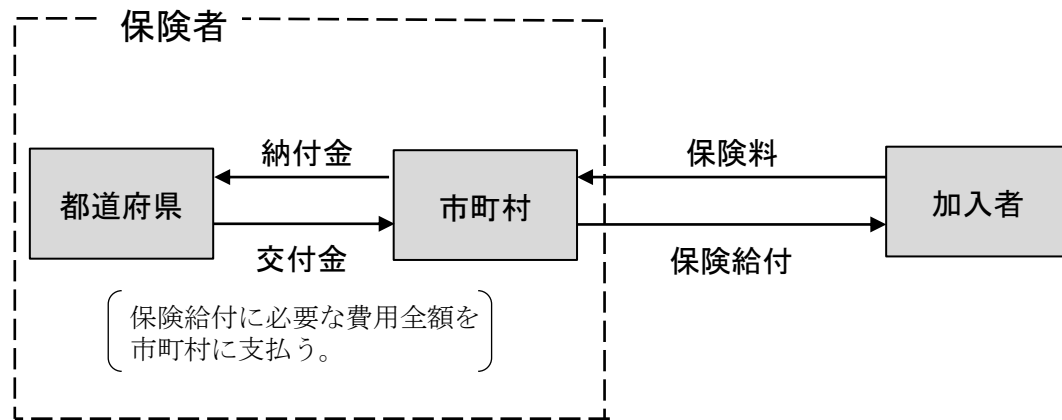 保険者
納付金
保険料
都道府県
市町村
加入者
交付金
保険給付
保険給付に必要な費用全額を
市町村に支払う。